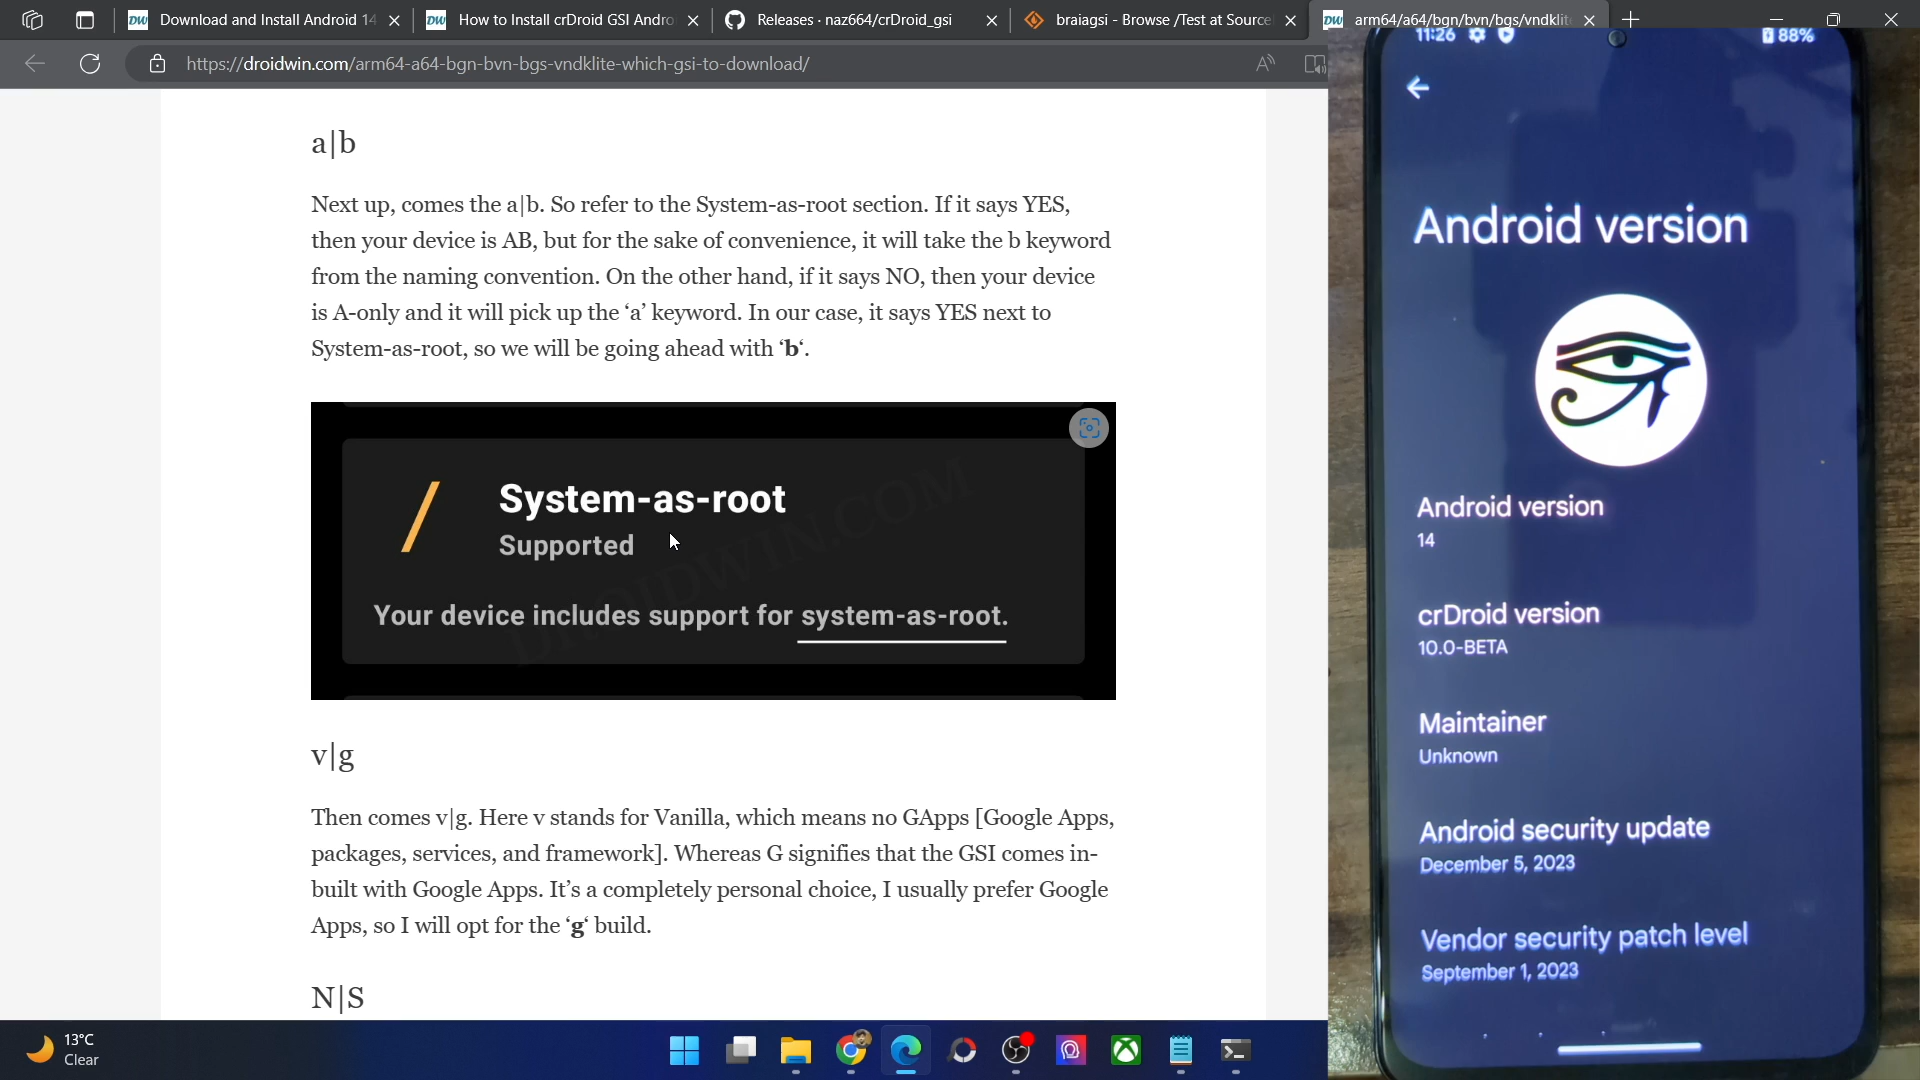 Download and Install Android 14
How to Install crDroid GSI Andro
Releases · naz664/crDroid_gsi
braiagsi - Browse /Test at Source
arm64/a64/bgn/bvn/bgs/vndklit
https://droidwin.com/arm64-a64-bgn-bvn-bgs-vndklite-which-gsi-to-download/
a|b
Next up, comes the a|b. So refer to the System-as-root section. If it says YES,
then your device is AB, but for the sake of convenience, it will take the b keyword
from the naming convention. On the other hand, if it says NO, then your device
is A-only and it will pick up the ‘a’ keyword. In our case, it says YES next to
System-as-root, so we will be going ahead with ‘b‘.
System-as-root
Supported
Your device includes support for system-as-root.
DROIDWIN.COM
v|g
Then comes v|g. Here v stands for Vanilla, which means no GApps [Google Apps,
packages, services, and framework]. Whereas G signifies that the GSI comes in-
built with Google Apps. It’s a completely personal choice, I usually prefer Google
Apps, so I will opt for the ‘g‘ build.
N|S
13°C
Clear
11:26
88%
Android version
Android version
14
crDroid version
10.0-BETA
Maintainer
Unknown
Android security update
December 5, 2023
Vendor security patch level
September 1, 2023